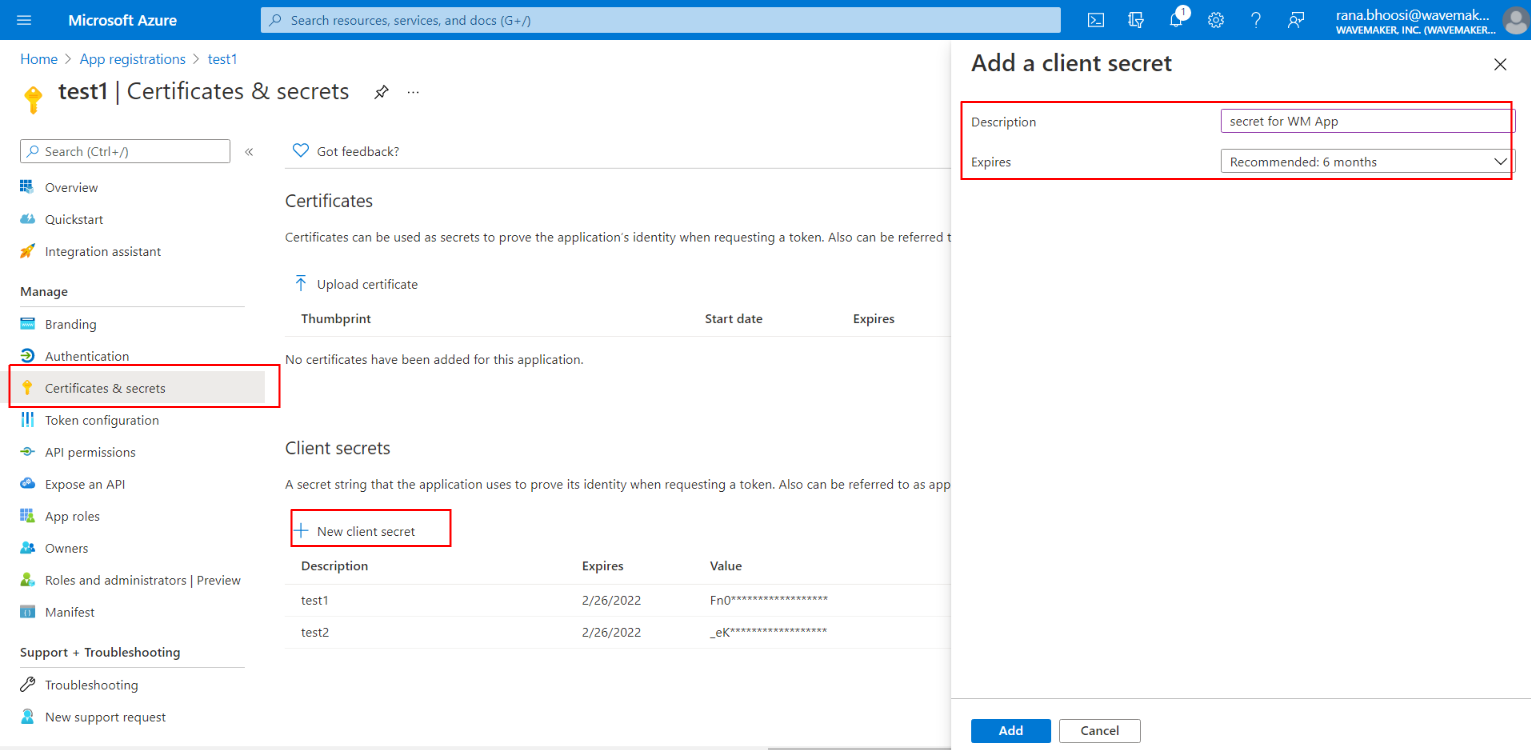 Microsoft Azure
Search resources, services, and docs (G+/)
1
rana.bhoosi@wavemak...
WAVEMAKER, INC. (WAVEMAKER...
Home > App registrations > test1
test1 | Certificates & secrets
...
Search (Ctrl+/)
«
Overview
Quickstart
Integration assistant
Manage
Branding
Authentication
Certificates & secrets
Token configuration
API permissions
Expose an API
App roles
Owners
Roles and administrators | Preview
Manifest
Support + Troubleshooting
Troubleshooting
New support request
Got feedback?
Certificates
Certificates can be used as secrets to prove the application's identity when requesting a token. Also can be referred t
Upload certificate
Thumbprint Start date Expires
No certificates have been added for this application.
Client secrets
A secret string that the application uses to prove its identity when requesting a token. Also can be referred to as app
New client secret
Description Expires Value
test1 2/26/2022 Fn0******************
test2 2/26/2022 _eK******************
Add a client secret
Description secret for WM App
Expires Recommended: 6 months
Add Cancel